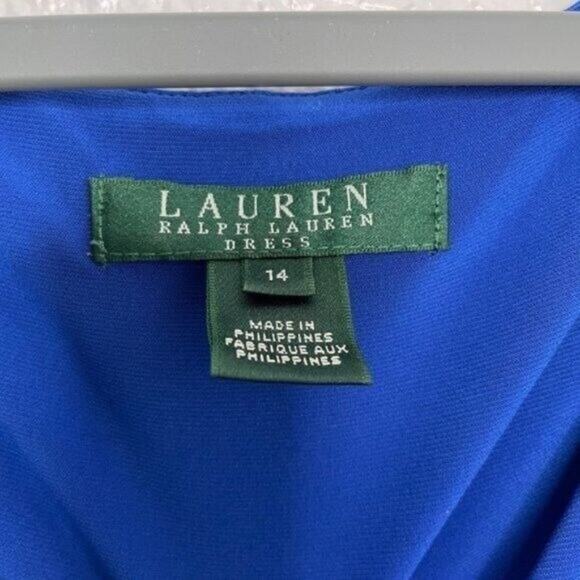 LAUREN
RALPH LAUREN
DRESS
14
MADE IN
PHILIPPINES
FABRIQUE AUX
PHILIPPINES